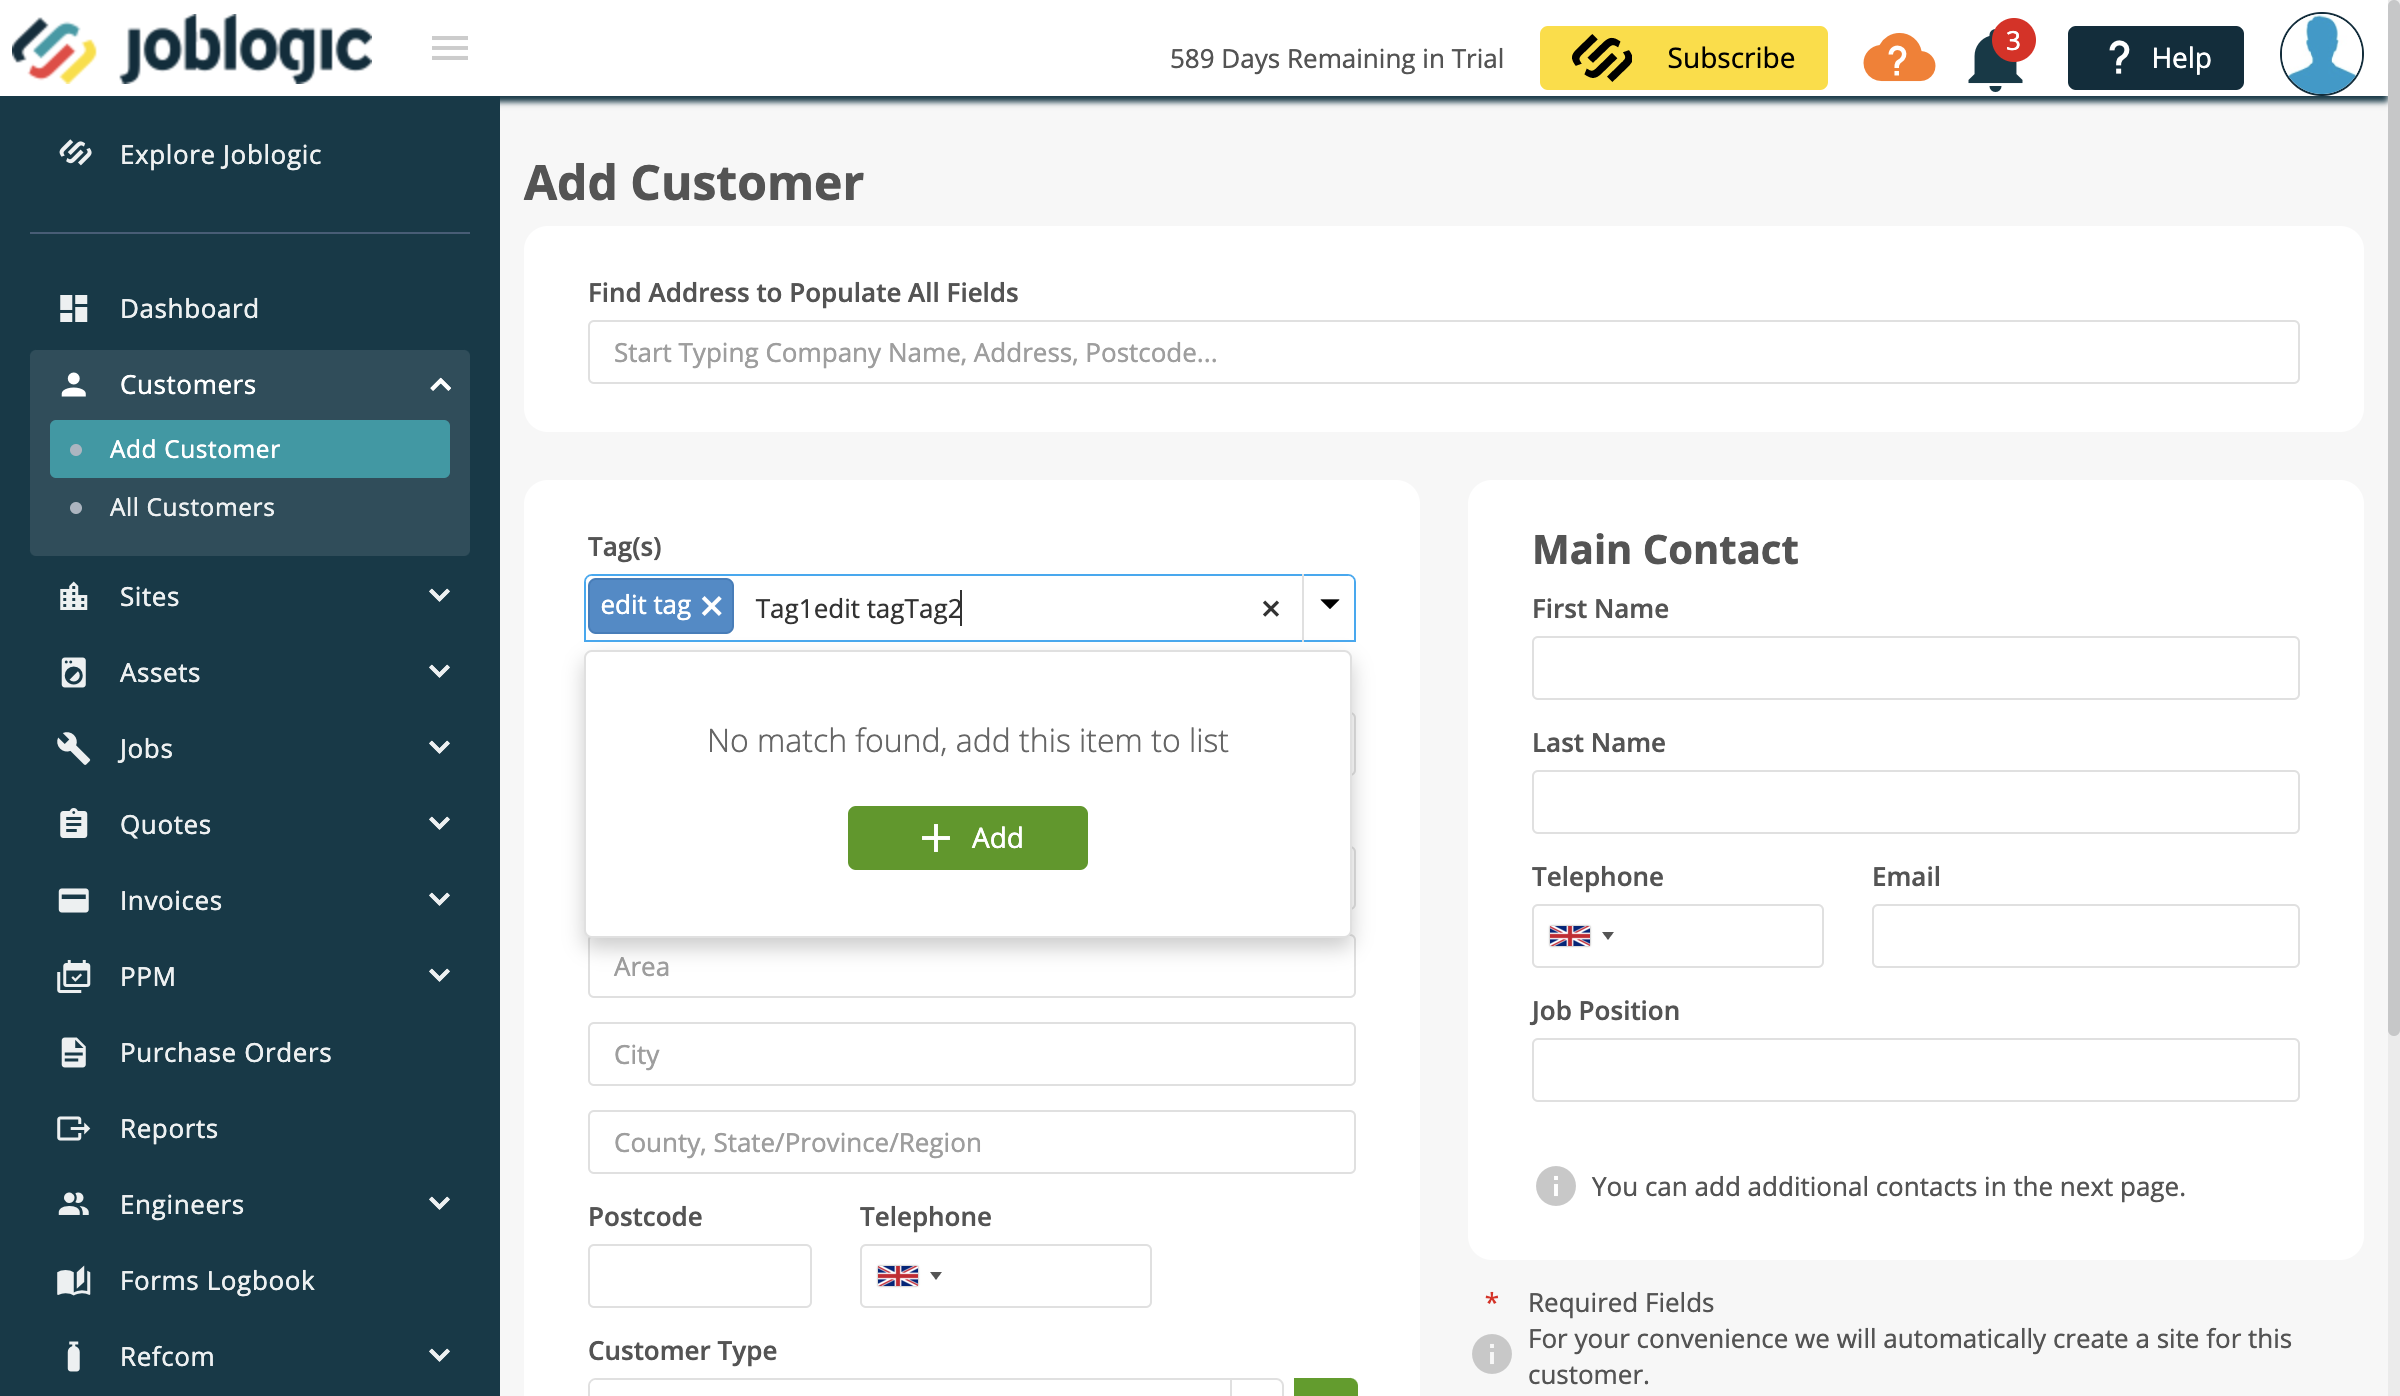 joblogic
589 Days Remaining in Trial
Subscribe
?
3
? Help
Explore Joblogic
Dashboard
Customers
Add Customer
All Customers
Sites
Assets
Jobs
Quotes
Invoices
PPM
Purchase Orders
Reports
Engineers
Forms Logbook
Refcom
Add Customer
Find Address to Populate All Fields
Start Typing Company Name, Address, Postcode...
Tag(s)
edit tag
Tag1edit tagTag2
No match found, add this item to list
Add
Area
City
County, State/Province/Region
Postcode
Telephone
Customer Type
Main Contact
First Name
Last Name
Telephone
Email
Job Position
You can add additional contacts in the next page.
* Required Fields
For your convenience we will automatically create a site for this
customer.